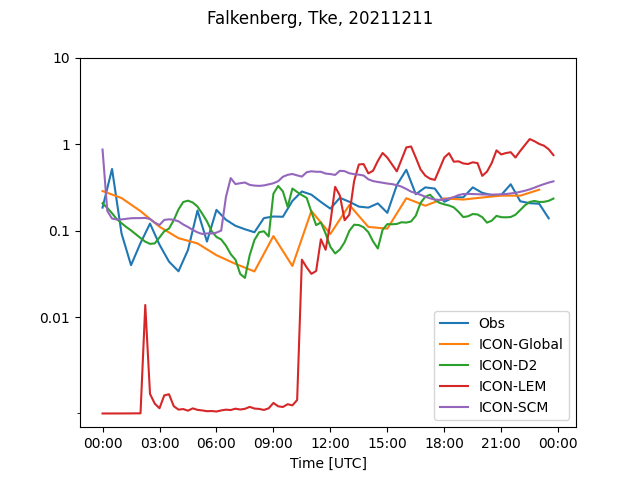 Falkenberg, Tke, 20211211
10
1
0.1
0.01
Obs
ICON-Global
ICON-D2
ICON-LEM
ICON-SCM
00:00 03:00 06:00 09:00 12:00 15:00 18:00 21:00 00:00
Time [UTC]